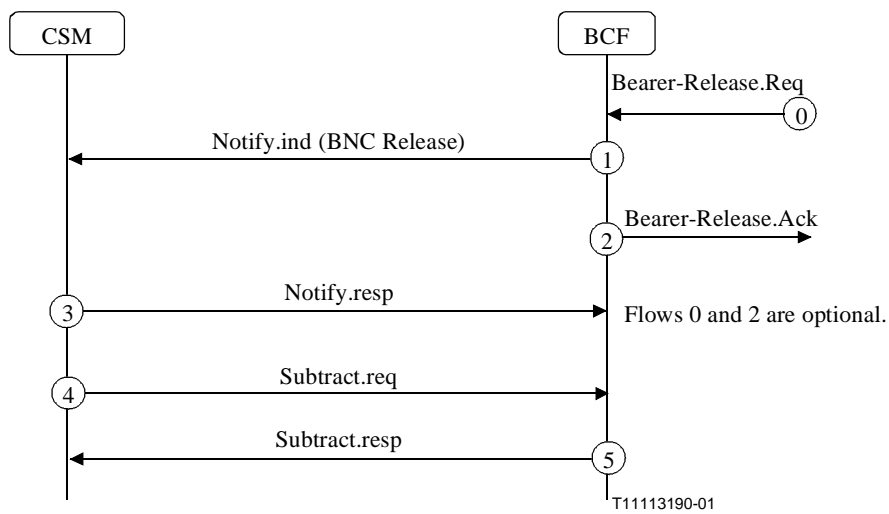 CSM
BCF
Bearer-Release.Req
0
Notify.ind (BNC Release)
1
Bearer-Release.Ack
2
Notify.resp
3
Flows 0 and 2 are optional.
Subtract.req
4
Subtract.resp
5
T11113190-01